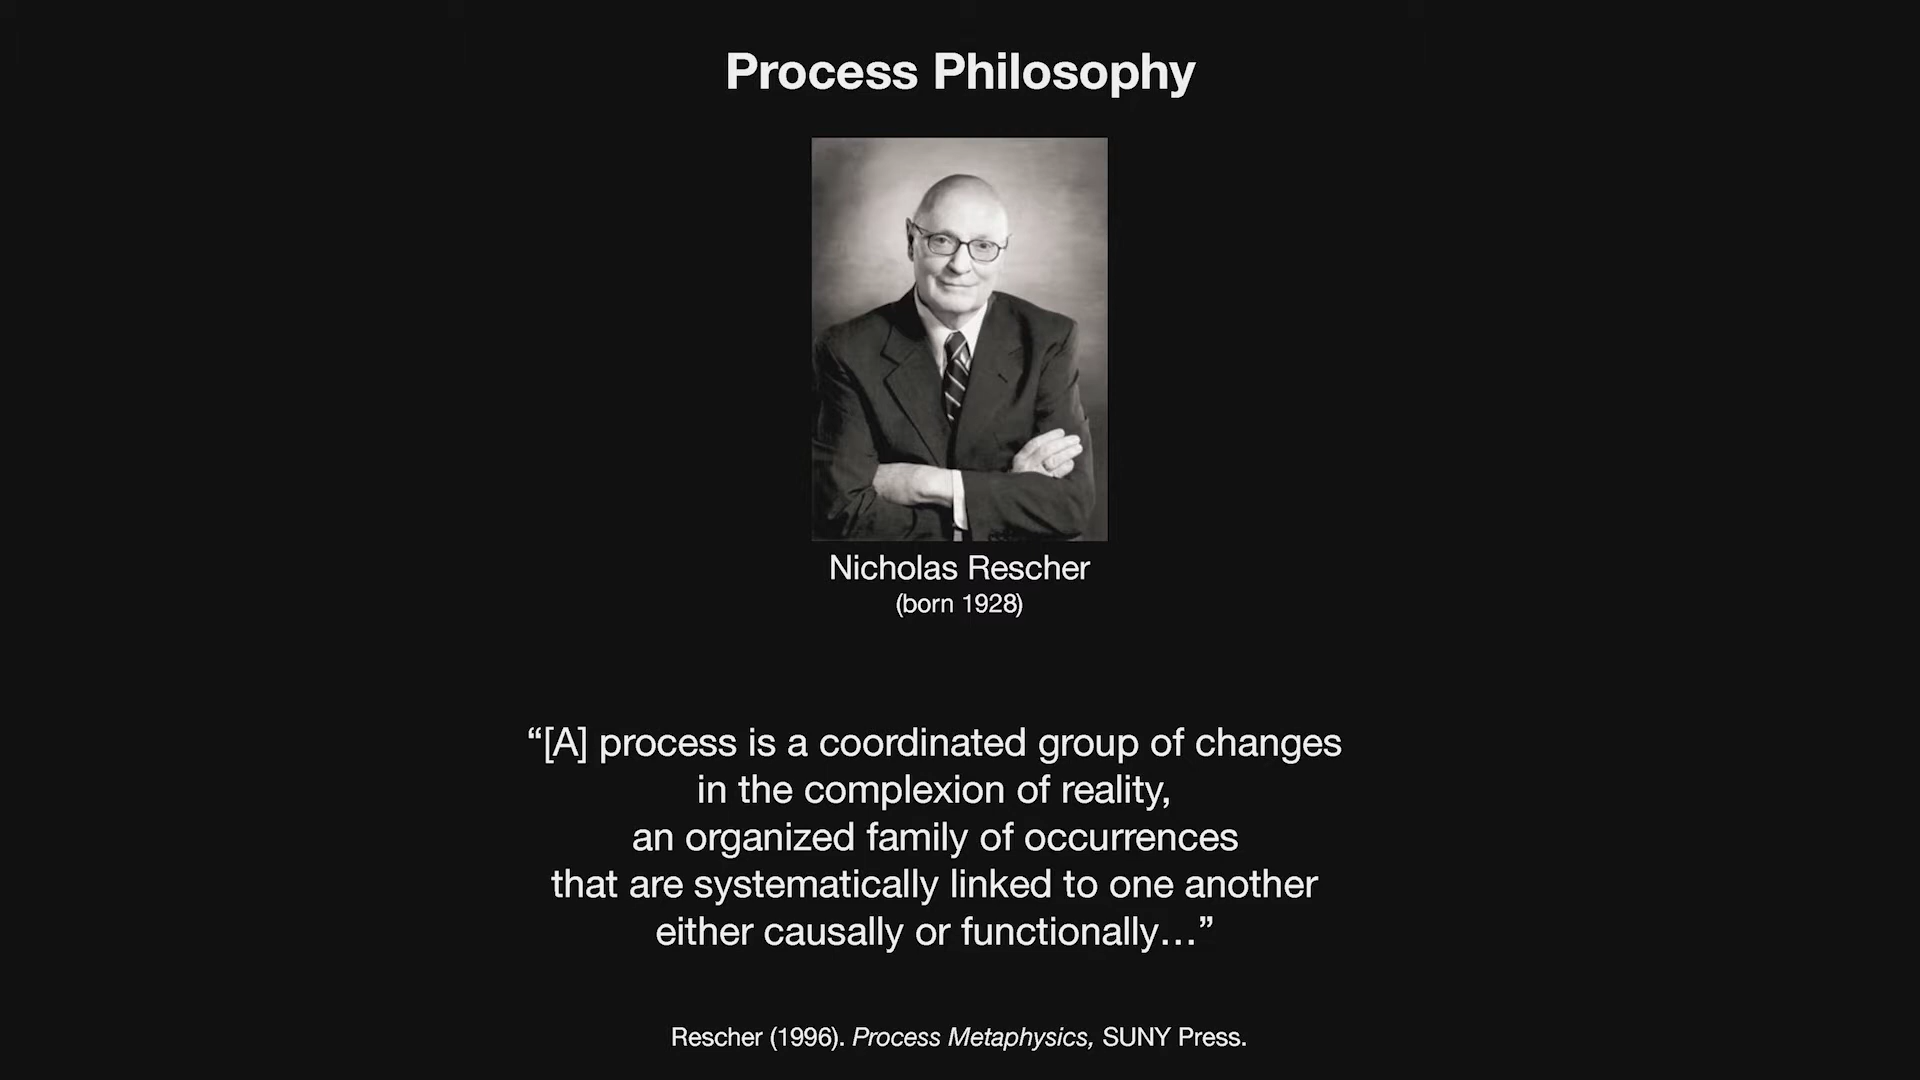 Process Philosophy
Nicholas Rescher
(born 1928)
“[A] process is a coordinated group of changes
in the complexion of reality,
an organized family of occurrences
that are systematically linked to one another
either causally or functionally…”
Rescher (1996). Process Metaphysics, SUNY Press.